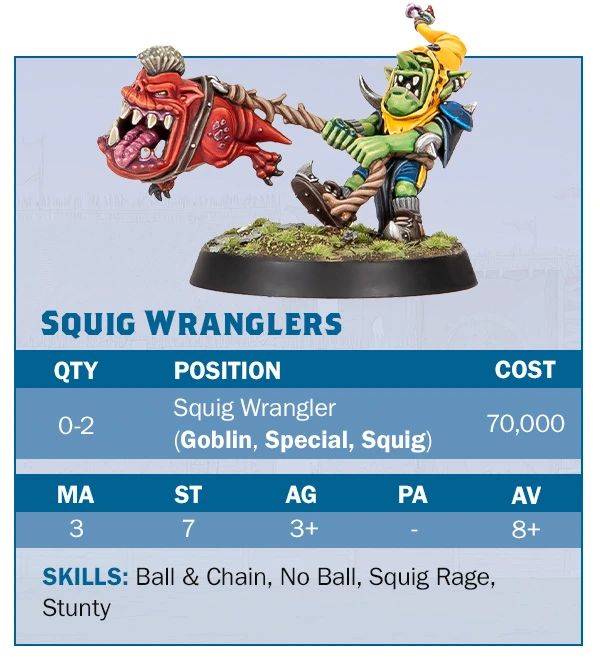 SQUIG WRANGLERS
QTY POSITION COST
0-2 Squig Wrangler 70,000
(Goblin, Special, Squig)
MA ST AG PA AV
3 7 3+ - 8+
SKILLS: Ball & Chain, No Ball, Squig Rage,
Stunty